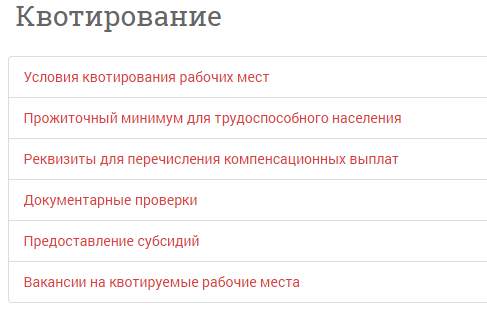 Квотирование
Условия квотирования рабочих мест
Прожиточный минимум для трудоспособного населения
Реквизиты для перечисления компенсационных выплат
Документарные проверки
Предоставление субсидий
Вакансии на квотируемые рабочие места